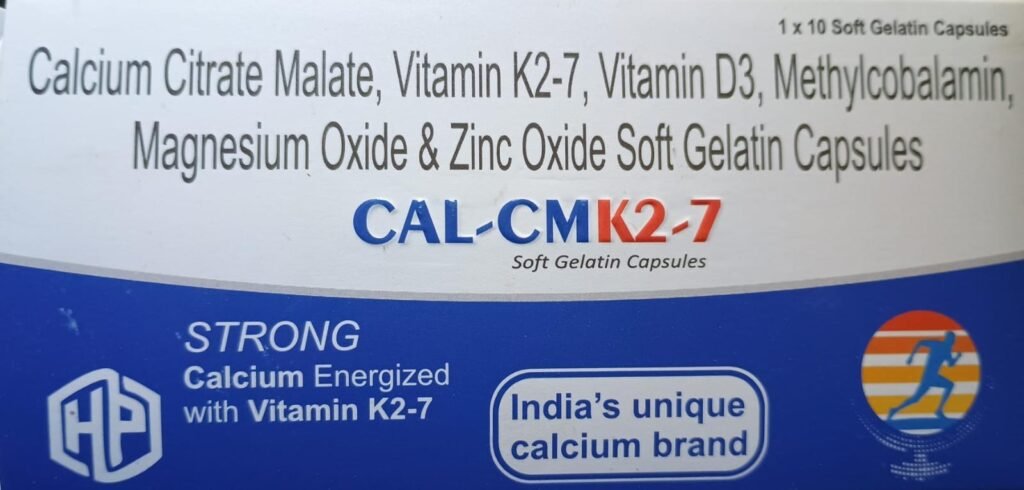 1 x 10 Soft Gelatin Capsules
Calcium Citrate Malate, Vitamin K2-7, Vitamin D3, Methylcobalamin,
Magnesium Oxide & Zinc Oxide Soft Gelatin Capsules
CAL-CMK2-7
Soft Gelatin Capsules
STRONG
Calcium Energized
with Vitamin K2-7
HP
India's unique
calcium brand